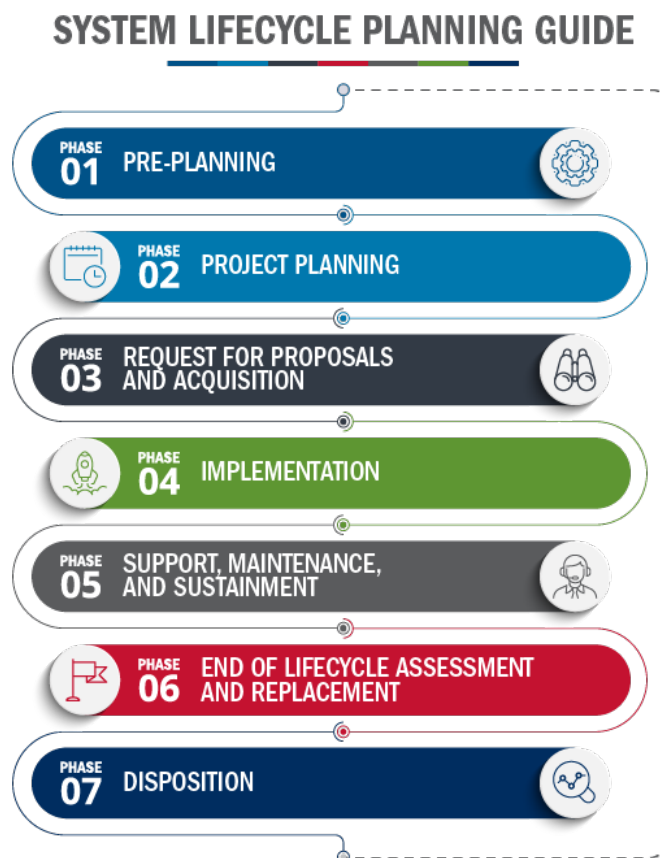 SYSTEM LIFECYCLE PLANNING GUIDE
PHASE
01
PRE-PLANNING
PHASE
02
PROJECT PLANNING
PHASE
03
REQUEST FOR PROPOSALS
AND ACQUISITION
PHASE
04
IMPLEMENTATION
PHASE
05
SUPPORT, MAINTENANCE,
AND SUSTAINMENT
PHASE
06
END OF LIFECYCLE ASSESSMENT
AND REPLACEMENT
PHASE
07
DISPOSITION